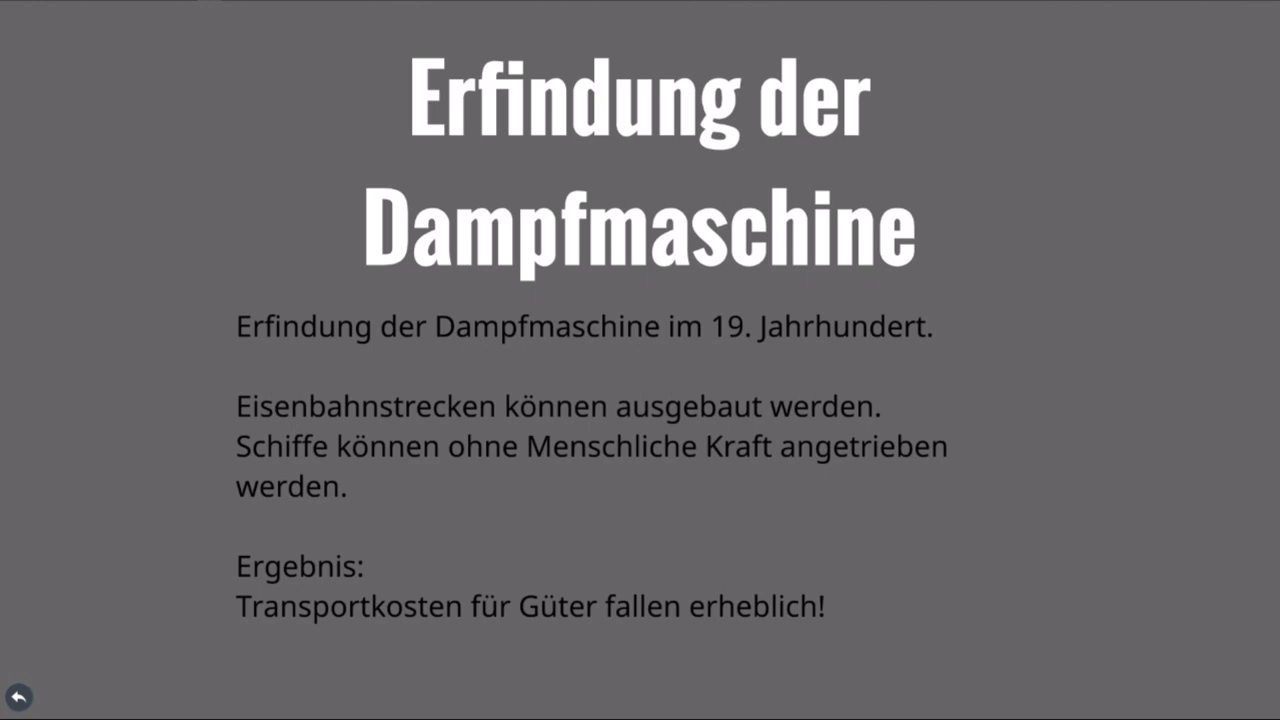 Erfindung der
Dampfmaschine
Erfindung der Dampfmaschine im 19. Jahrhundert.
Eisenbahnstrecken können ausgebaut werden.
Schiffe können ohne Menschliche Kraft angetrieben
werden.
Ergebnis:
Transportkosten für Güter fallen erheblich!